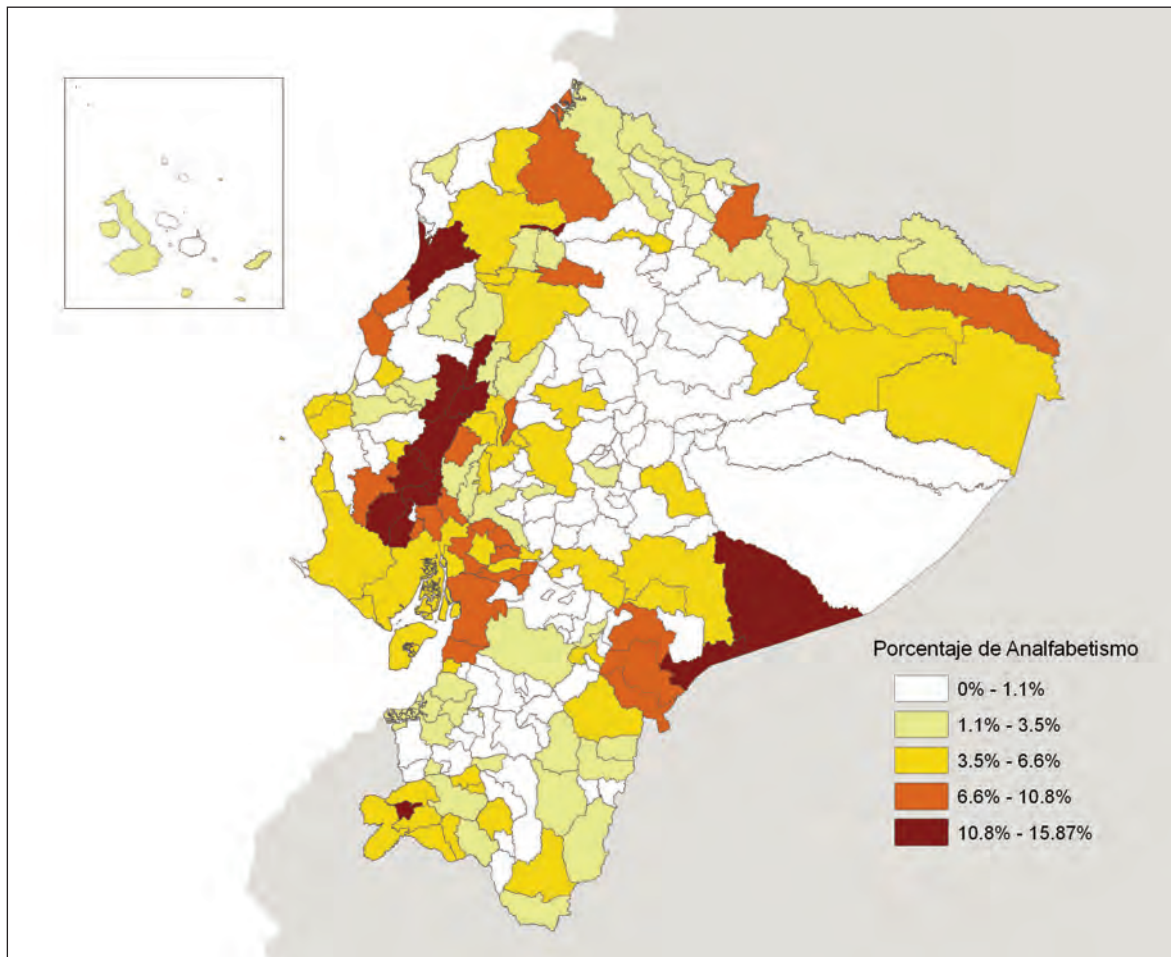 Porcentaje de Analfabetismo
0% - 1.1%
1.1% - 3.5%
3.5% - 6.6%
6.6% - 10.8%
10.8% - 15.87%